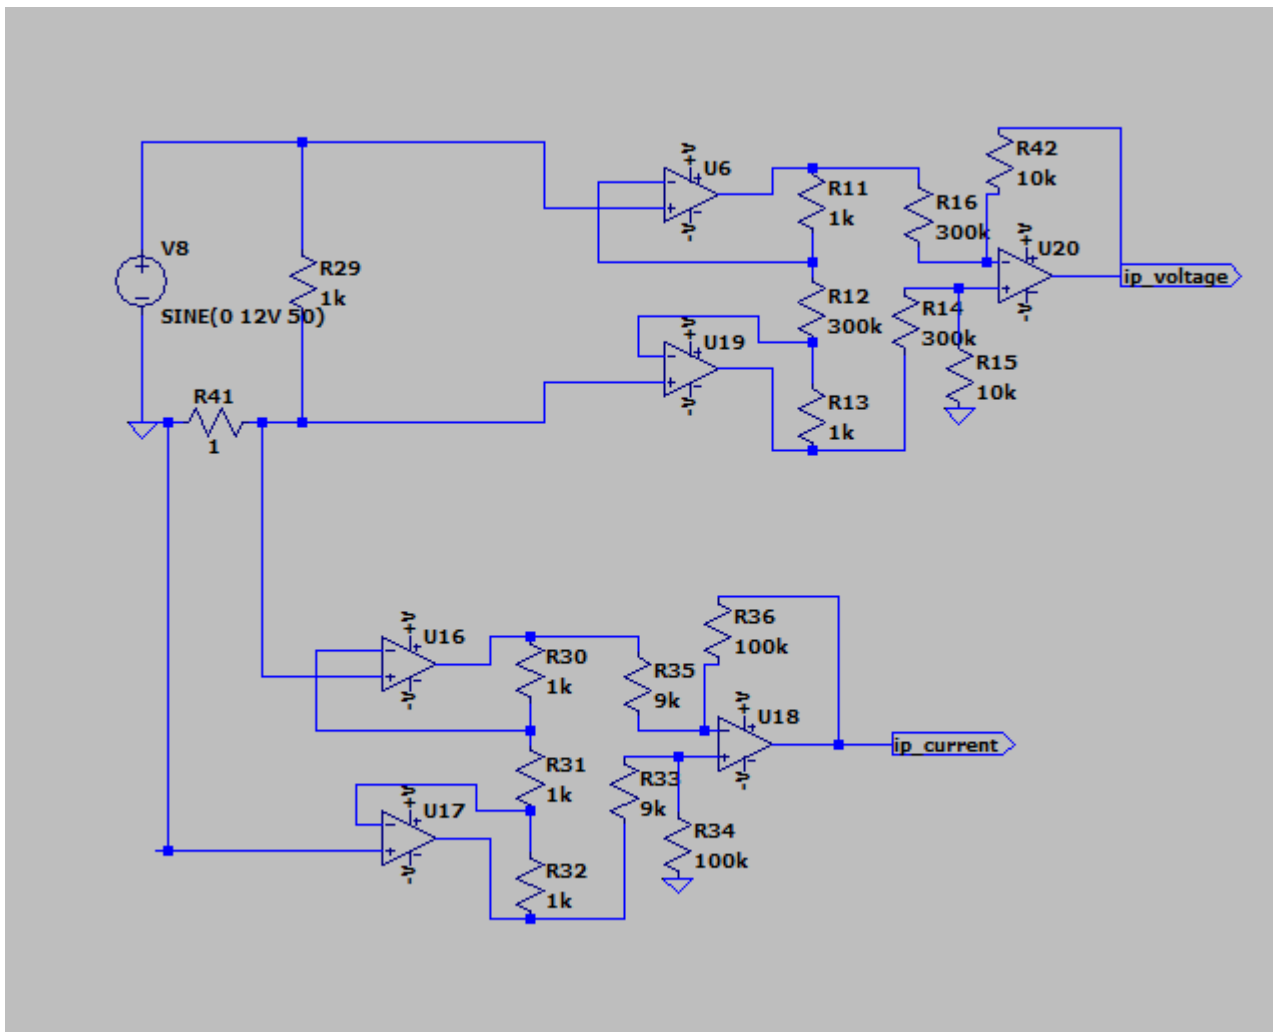 V8
SINE(0 12V 50)
R29
1k
R41
1
+V
U6
-V
R11
1k
R16
300k
R42
10k
+V
U20
-V
ip_voltage
R12
300k
R14
300k
R15
10k
+V
U19
-V
R13
1k
+V
U16
-V
R30
1k
R35
9k
R36
100k
+V
U18
-V
ip_current
R31
1k
R33
9k
R34
100k
+V
U17
-V
R32
1k